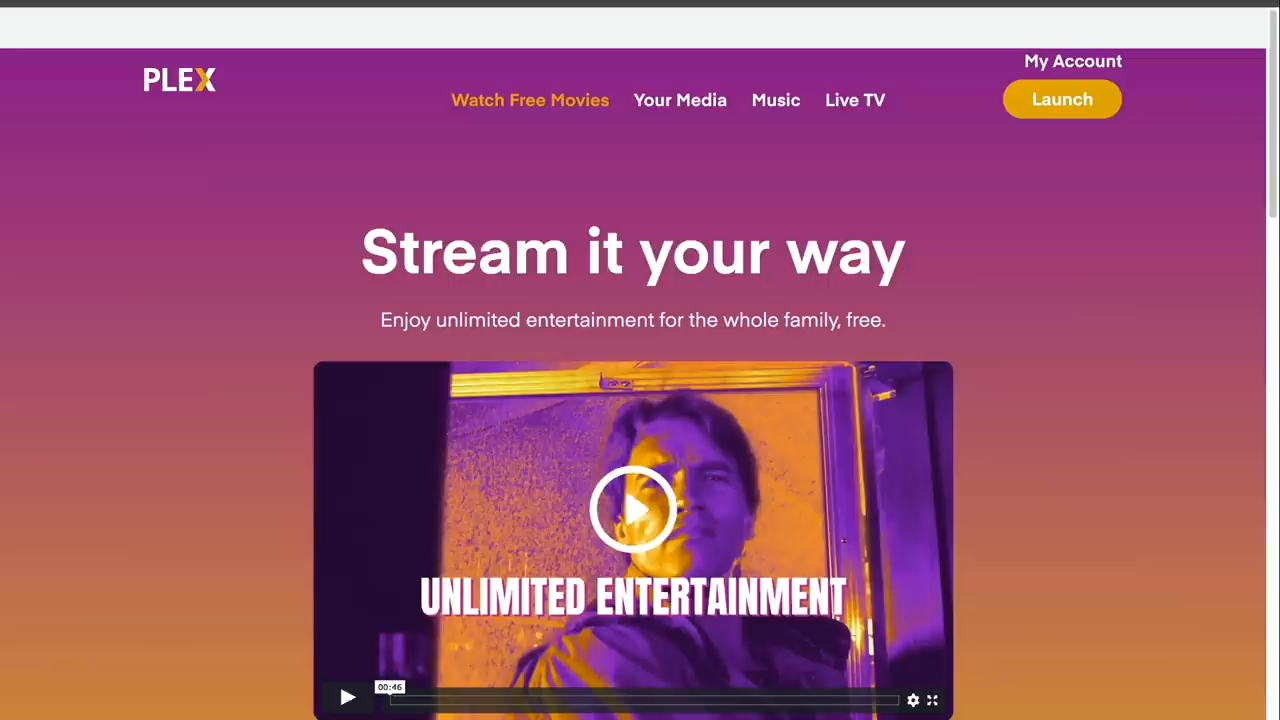 PLEX
My Account
Watch Free Movies Your Media Music Live TV
Launch
Stream it your way
Enjoy unlimited entertainment for the whole family, free.
UNLIMITED ENTERTAINMENT
00:46